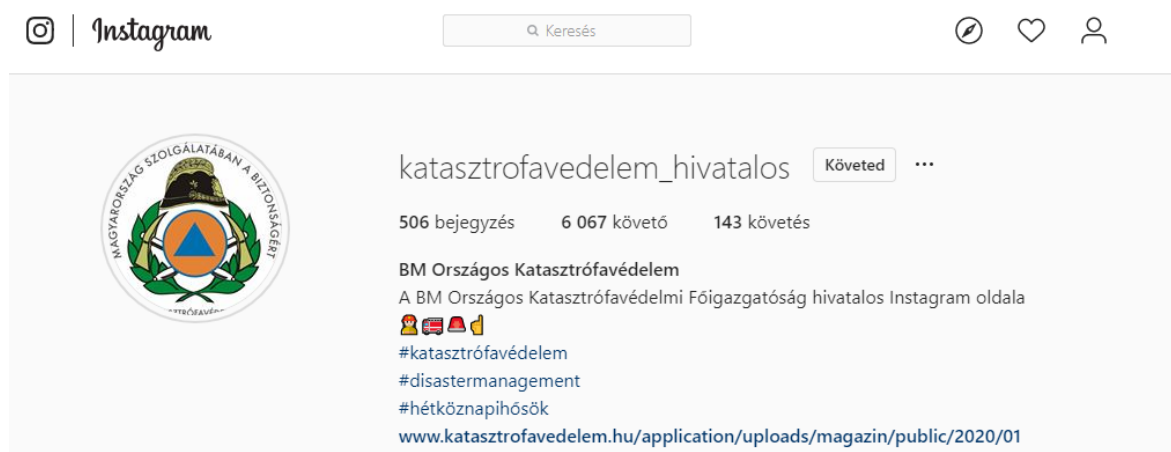 Instagram
Keresés
MAGYARORSZÁG SZOLGÁLATÁBAN A BIZTONSÁGÉRT
katasztrofavedelem_hivatalos Követed ...
506 bejegyzés 6 067 követő 143 követés
BM Országos Katasztrófavédelem
A BM Országos Katasztrófavédelmi Főigazgatóság hivatalos Instagram oldala
#katasztrófavédelem
#disastermanagement
#hétköznapihősök
www.katasztrofavedelem.hu/application/uploads/magazin/public/2020/01